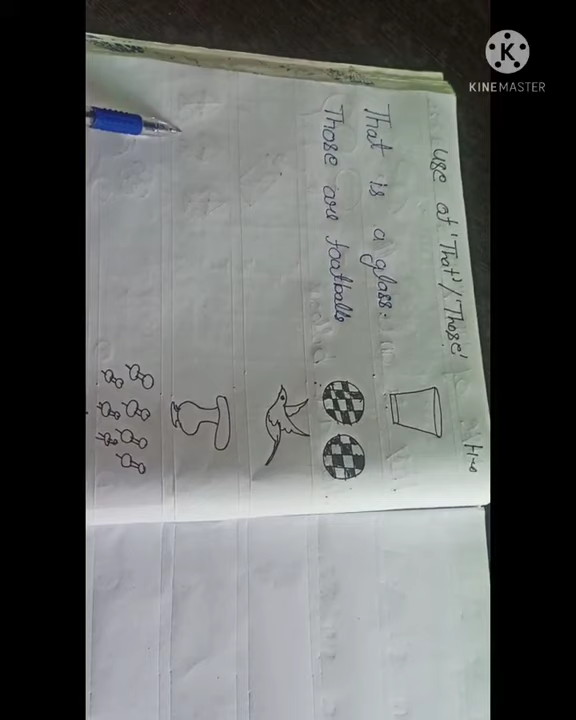 Use of 'That' / 'Those'
That is a glass.
Those are footballs
K
KINEMASTER